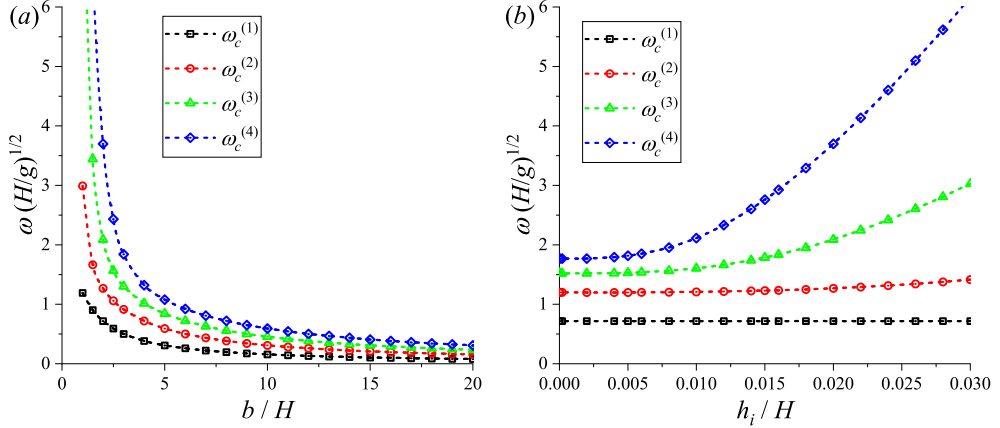 (a)
6
5
4
3
2
1
0
ω (H/g)^{1/2}
0
5
10
15
20
b / H
ω_c^{(1)}
ω_c^{(2)}
ω_c^{(3)}
ω_c^{(4)}
(b)
6
5
4
3
2
1
0
ω (H/g)^{1/2}
0.000
0.005
0.010
0.015
0.020
0.025
0.030
h_i / H
ω_c^{(1)}
ω_c^{(2)}
ω_c^{(3)}
ω_c^{(4)}